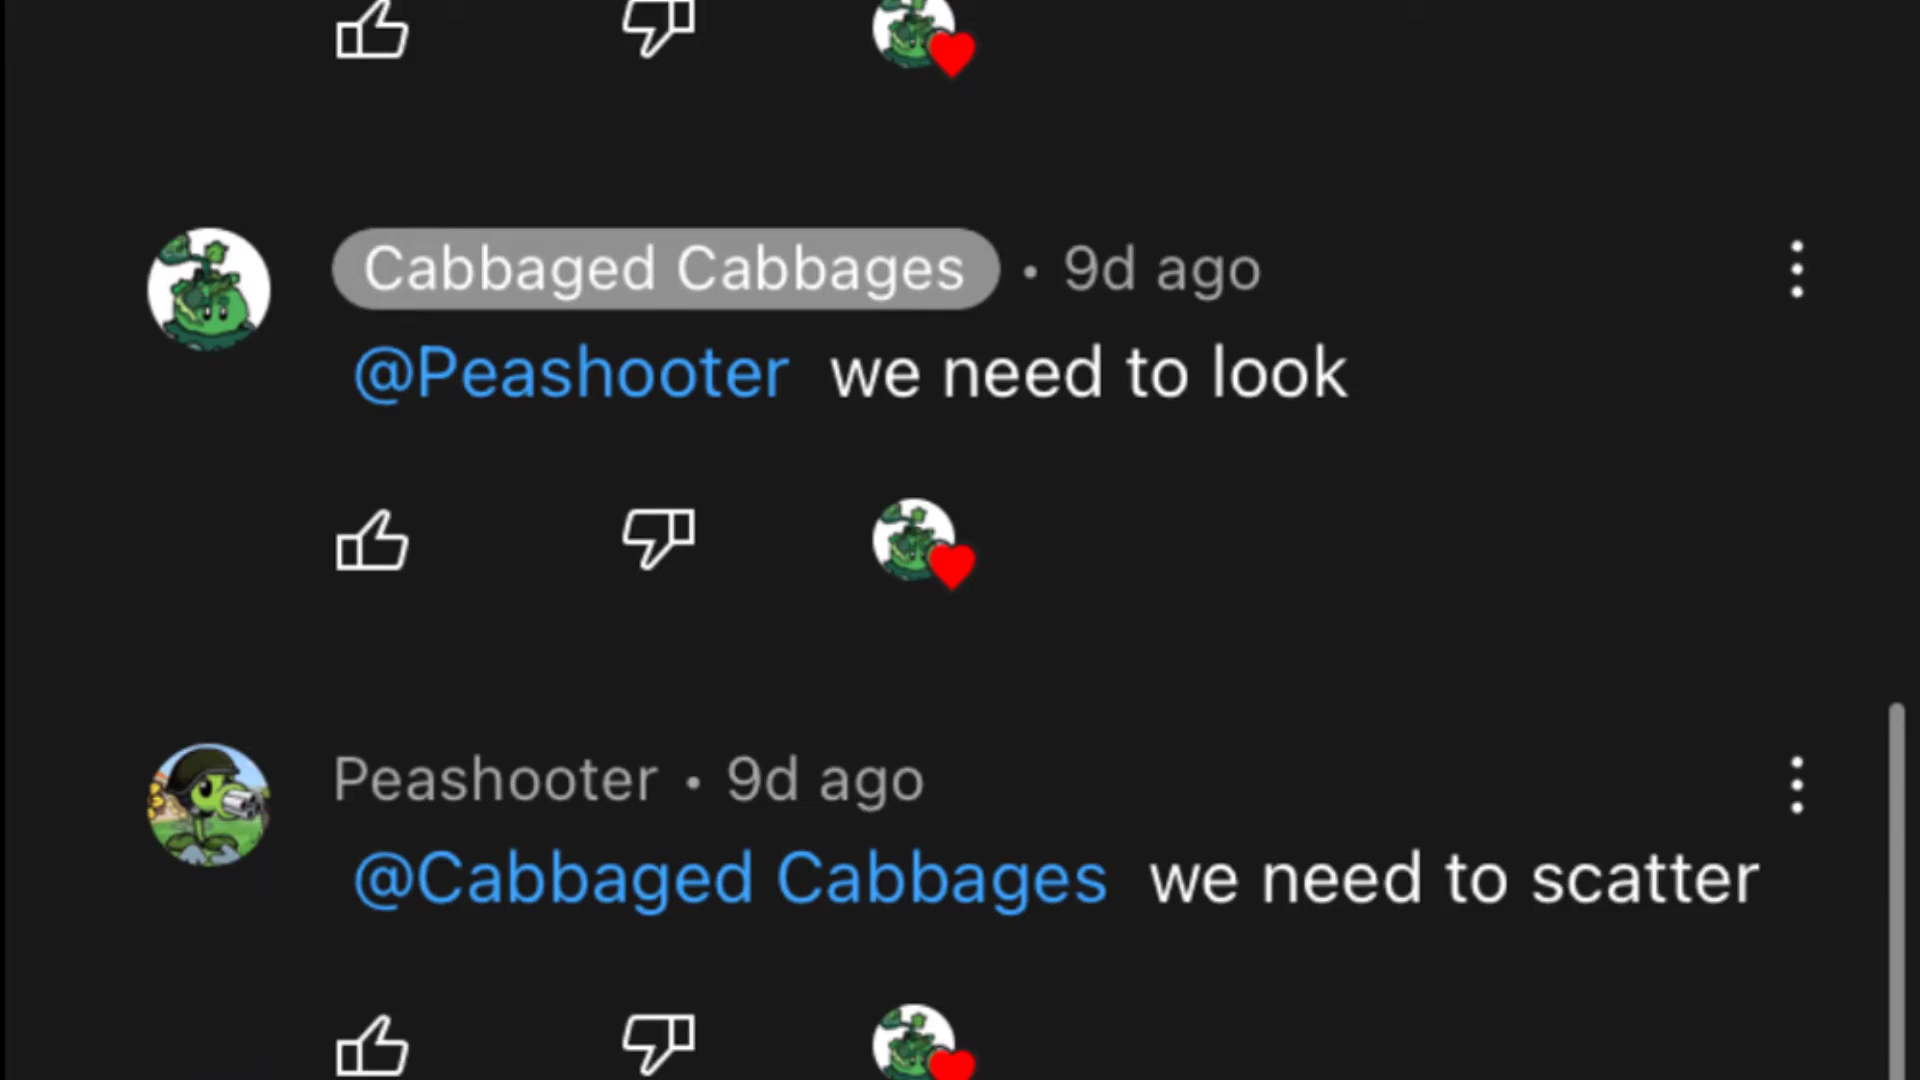 Cabbaged Cabbages · 9d ago
@Peashooter we need to look
Peashooter · 9d ago
@Cabbaged Cabbages we need to scatter